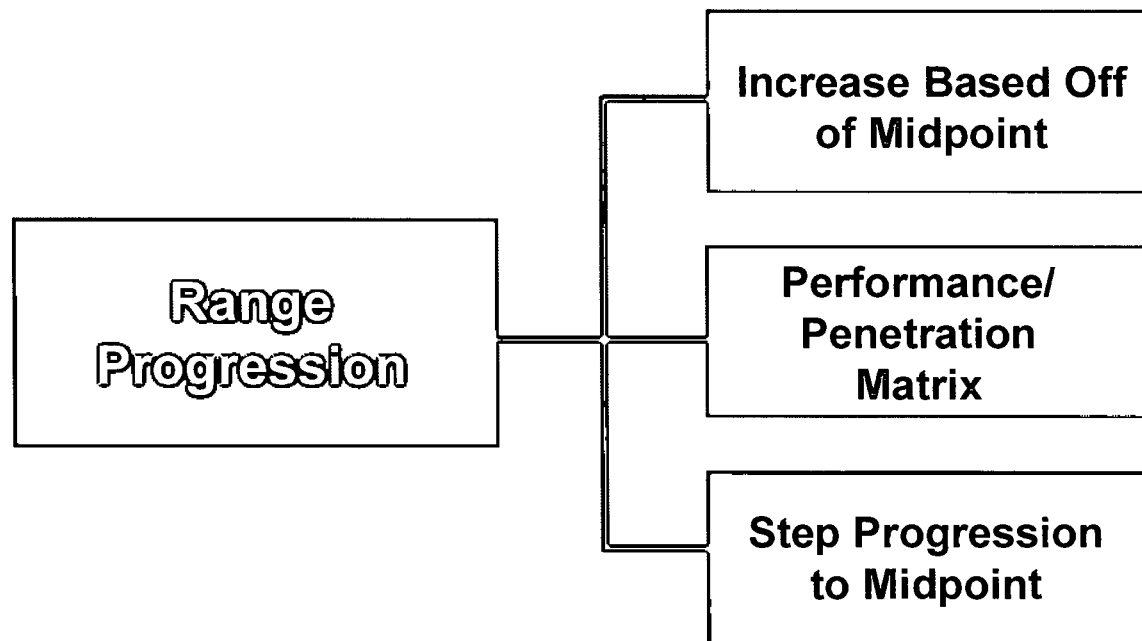 Range
Progression
Increase Based Off
of Midpoint
Performance/
Penetration
Matrix
Step Progression
to Midpoint